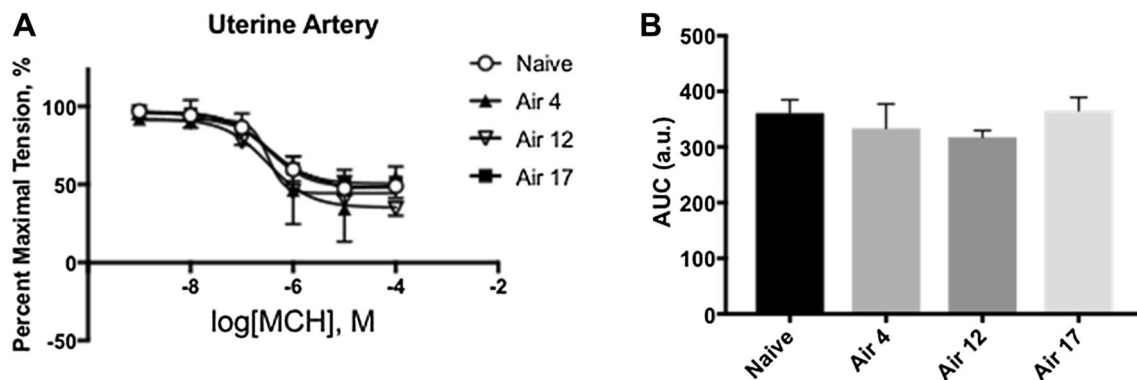 A
Uterine Artery
Percent Maximal Tension, %
100
50
0
-50
-8
-6
-4
-2
log[MCH], M
Naive
Air 4
Air 12
Air 17
B
AUC (a.u.)
500
400
300
200
100
0
Naive
Air 4
Air 12
Air 17